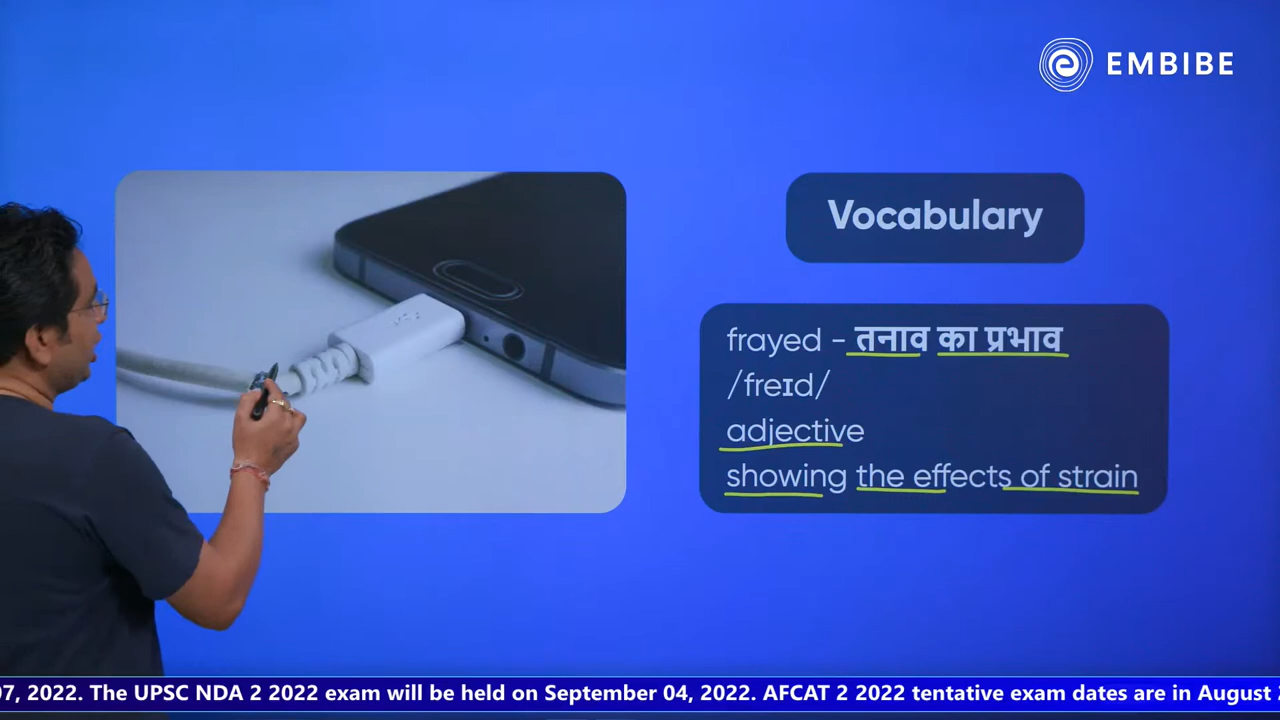 EMBIBE
Vocabulary
frayed - तनाव का प्रभाव
/freɪd/
adjective
showing the effects of strain
07, 2022. The UPSC NDA 2 2022 exam will be held on September 04, 2022. AFCAT 2 2022 tentative exam dates are in August